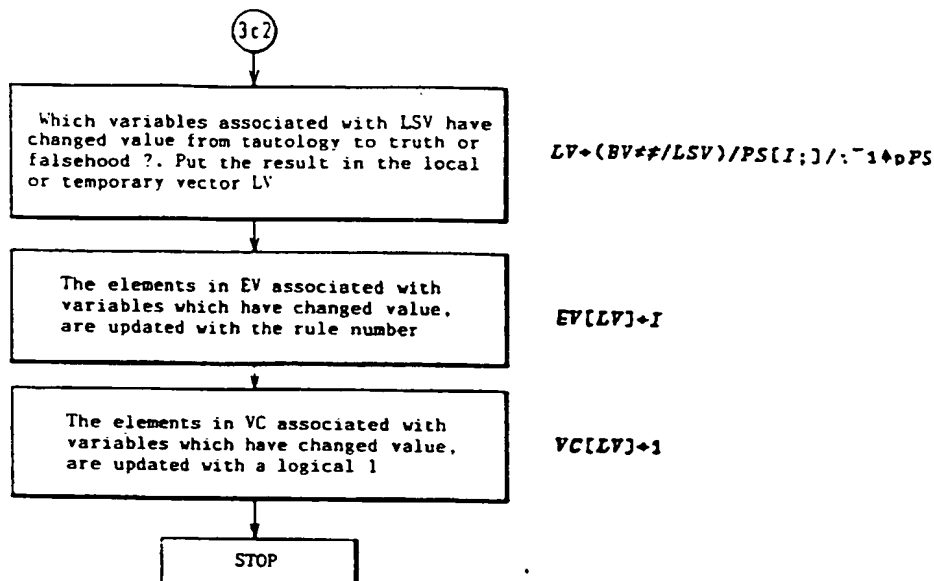 3c2
Which variables associated with LSV have
changed value from tautology to truth or
falsehood ?. Put the result in the local
or temporary vector LV
LV←(BV≠≠/LSV)/PS[I;]/⍳¯1↑⍴PS
The elements in EV associated with
variables which have changed value,
are updated with the rule number
EV[LV]←I
The elements in VC associated with
variables which have changed value,
are updated with a logical 1
VC[LV]←1
STOP